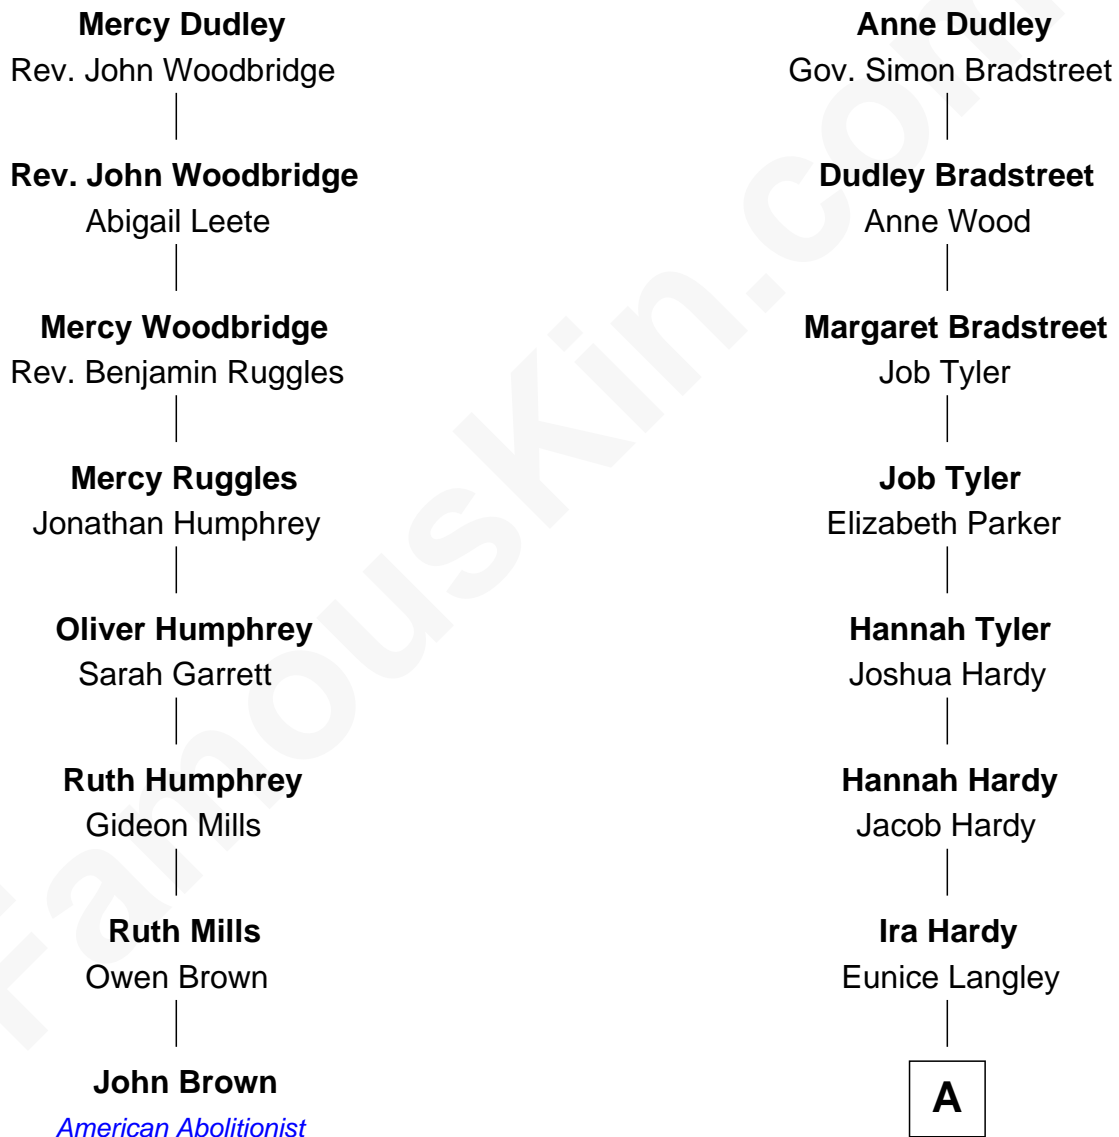 Mercy Dudley
Rev. John Woodbridge
Rev. John Woodbridge
Abigail Leete
Mercy Woodbridge
Rev. Benjamin Ruggles
Mercy Ruggles
Jonathan Humphrey
Oliver Humphrey
Sarah Garrett
Ruth Humphrey
Gideon Mills
Ruth Mills
Owen Brown
John Brown
American Abolitionist
Anne Dudley
Gov. Simon Bradstreet
Dudley Bradstreet
Anne Wood
Margaret Bradstreet
Job Tyler
Job Tyler
Elizabeth Parker
Hannah Tyler
Joshua Hardy
Hannah Hardy
Jacob Hardy
Ira Hardy
Eunice Langley
A
FamousKin.com